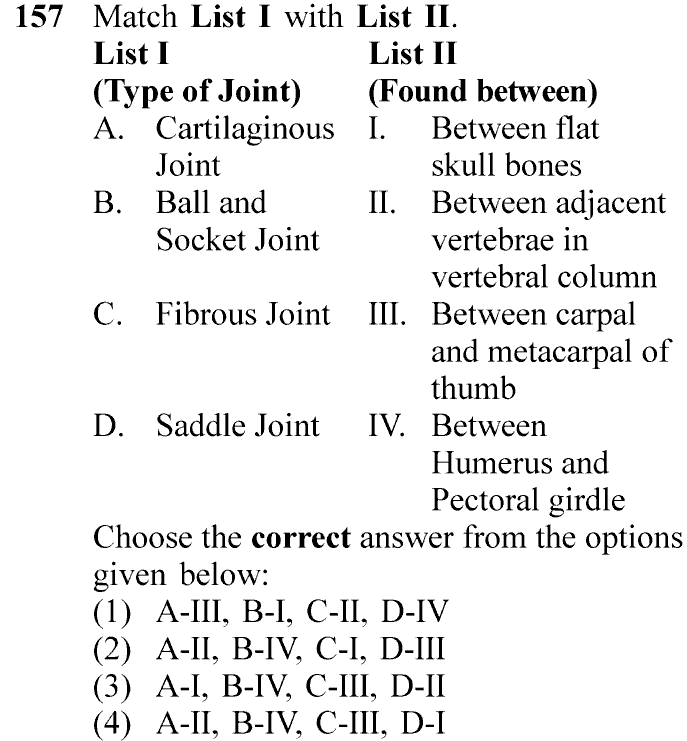 157 Match List I with List II.
List I List II
(Type of Joint) (Found between)
A. Cartilaginous I. Between flat
Joint skull bones
B. Ball and II. Between adjacent
Socket Joint vertebrae in
vertebral column
C. Fibrous Joint III. Between carpal
and metacarpal of
thumb
D. Saddle Joint IV. Between
Humerus and
Pectoral girdle
Choose the correct answer from the options
given below:
(1) A-III, B-I, C-II, D-IV
(2) A-II, B-IV, C-I, D-III
(3) A-I, B-IV, C-III, D-II
(4) A-II, B-IV, C-III, D-I